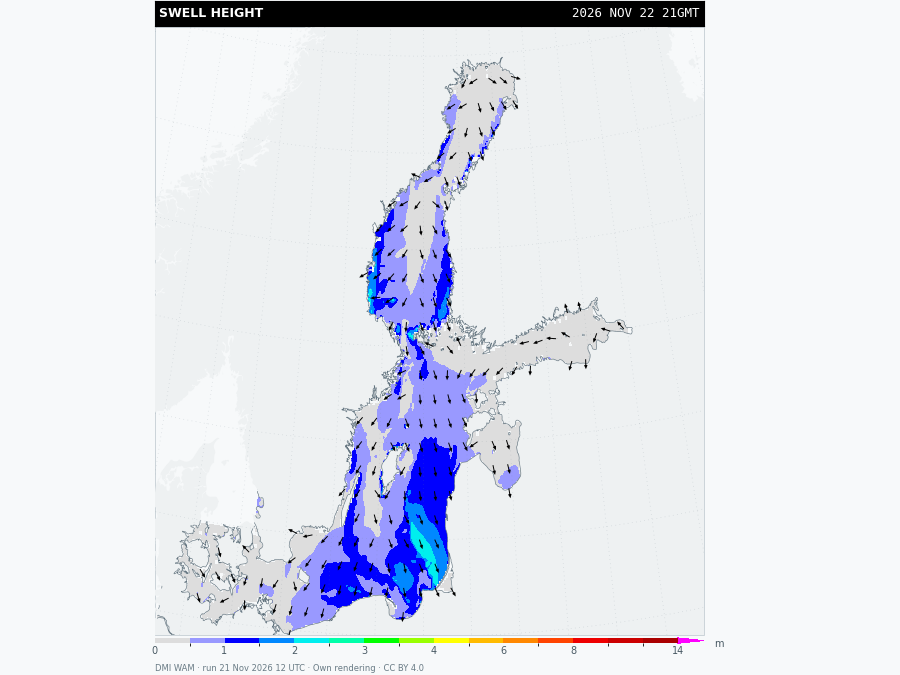 SWELL HEIGHT 2026 NOV 22 21GMT
0 1 2 3 4 6 8 14 m
DMI WAM · run 21 Nov 2026 12 UTC · Own rendering · CC BY 4.0